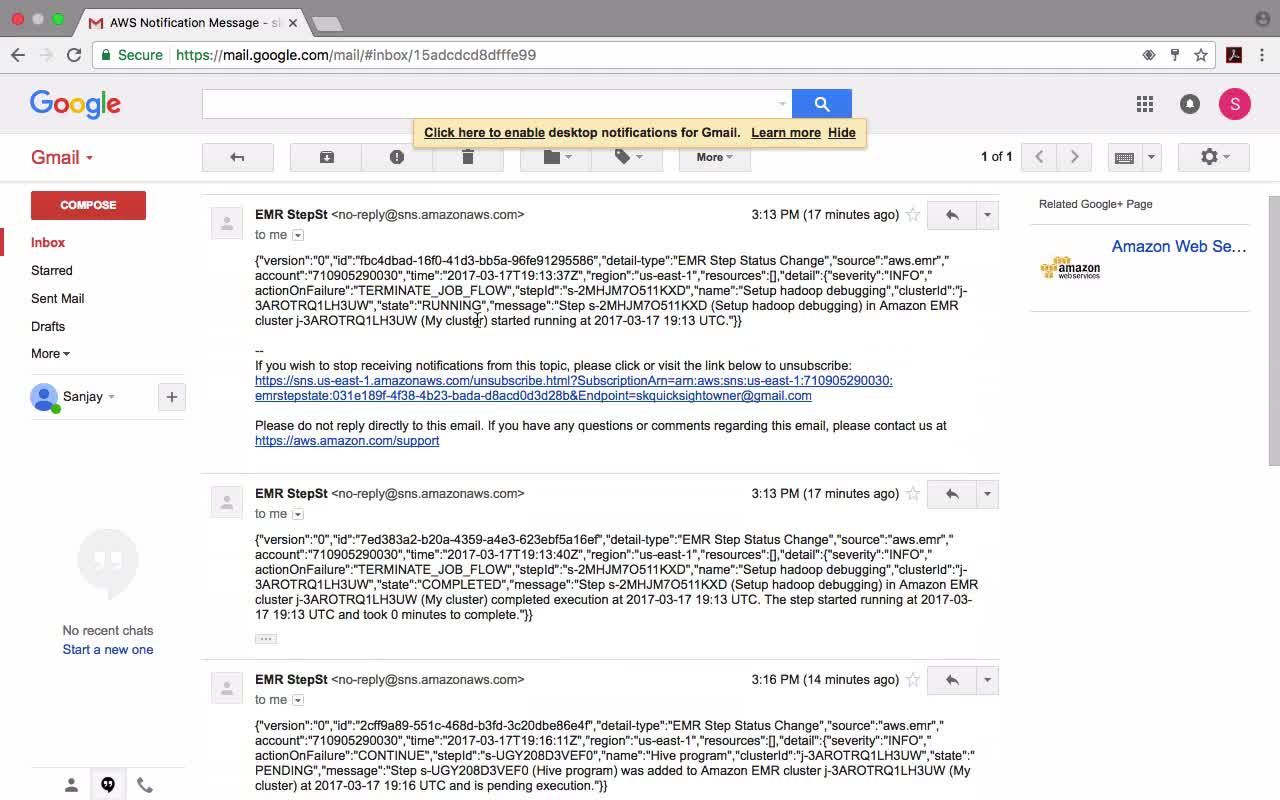 AWS Notification Message - s
Secure https://mail.google.com/mail/#inbox/15adcdcd8dfffe99
Google
S
Click here to enable desktop notifications for Gmail. Learn more Hide
Gmail
More
1 of 1
COMPOSE
Inbox
Starred
Sent Mail
Drafts
More
Sanjay
No recent chats
Start a new one
EMR StepSt <no-reply@sns.amazonaws.com> 3:13 PM (17 minutes ago)
to me
{"version":"0","id":"fbc4dbad-16f0-41d3-bb5a-96fe91295586","detail-type":"EMR Step Status Change","source":"aws.emr","
account":"710905290030","time":"2017-03-17T19:13:37Z","region":"us-east-1","resources":[],"detail":{"severity":"INFO","
actionOnFailure":"TERMINATE_JOB_FLOW","stepId":"s-2MHJM7O511KXD","name":"Setup hadoop debugging","clusterId":"j-
3AROTRQ1LH3UW","state":"RUNNING","message":"Step s-2MHJM7O511KXD (Setup hadoop debugging) in Amazon EMR
cluster j-3AROTRQ1LH3UW (My cluster) started running at 2017-03-17 19:13 UTC."}}
--
If you wish to stop receiving notifications from this topic, please click or visit the link below to unsubscribe:
https://sns.us-east-1.amazonaws.com/unsubscribe.html?SubscriptionArn=arn:aws:sns:us-east-1:710905290030:
emrstepstate:031e189f-4f38-4b23-bada-d8acd0d3d28b&Endpoint=skquicksightowner@gmail.com
Please do not reply directly to this email. If you have any questions or comments regarding this email, please contact us at
https://aws.amazon.com/support
EMR StepSt <no-reply@sns.amazonaws.com> 3:13 PM (17 minutes ago)
to me
{"version":"0","id":"7ed383a2-b20a-4359-a4e3-623ebf5a16ef","detail-type":"EMR Step Status Change","source":"aws.emr","
account":"710905290030","time":"2017-03-17T19:13:40Z","region":"us-east-1","resources":[],"detail":{"severity":"INFO","
actionOnFailure":"TERMINATE_JOB_FLOW","stepId":"s-2MHJM7O511KXD","name":"Setup hadoop debugging","clusterId":"j-
3AROTRQ1LH3UW","state":"COMPLETED","message":"Step s-2MHJM7O511KXD (Setup hadoop debugging) in Amazon EMR
cluster j-3AROTRQ1LH3UW (My cluster) completed execution at 2017-03-17 19:13 UTC. The step started running at 2017-03-
17 19:13 UTC and took 0 minutes to complete."}}
EMR StepSt <no-reply@sns.amazonaws.com> 3:16 PM (14 minutes ago)
to me
{"version":"0","id":"2cff9a89-551c-468d-b3fd-3c20dbe86e4f","detail-type":"EMR Step Status Change","source":"aws.emr","
account":"710905290030","time":"2017-03-17T19:16:11Z","region":"us-east-1","resources":[],"detail":{"severity":"INFO","
actionOnFailure":"CONTINUE","stepId":"s-UGY208D3VEF0","name":"Hive program","clusterId":"j-3AROTRQ1LH3UW","state":"
PENDING","message":"Step s-UGY208D3VEF0 (Hive program) was added to Amazon EMR cluster j-3AROTRQ1LH3UW (My
cluster) at 2017-03-17 19:16 UTC and is pending execution."}}
Related Google+ Page
Amazon Web Se...
amazon
webservices